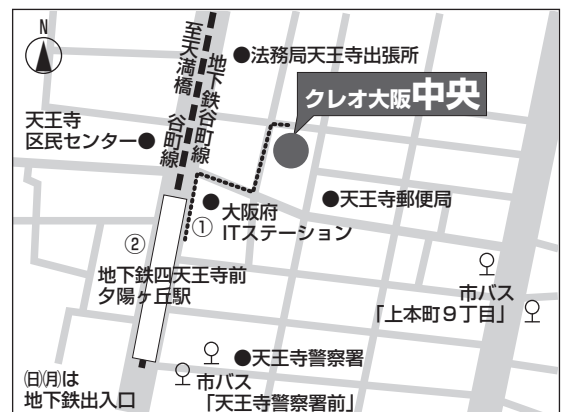 N
至天満橋
地下鉄谷町線
谷町線
●法務局天王寺出張所
クレオ大阪中央
天王寺
区民センター●
●天王寺郵便局
大阪府
ITステーション
①
②
地下鉄四天王寺前
夕陽ヶ丘駅
市バス
「上本町9丁目」
●天王寺警察署
市バス
「天王寺警察署前」
㈰㈪は
地下鉄出入口